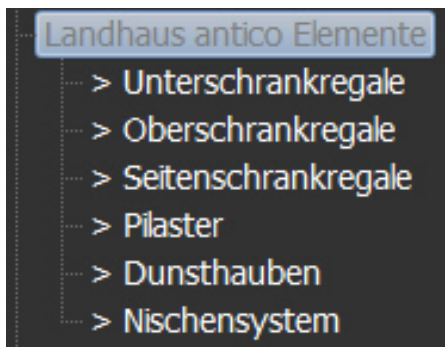 Landhaus antico Elemente
> Unterschrankregale
> Oberschrankregale
> Seitenschrankregale
> Pilaster
> Dunsthauben
> Nischensystem